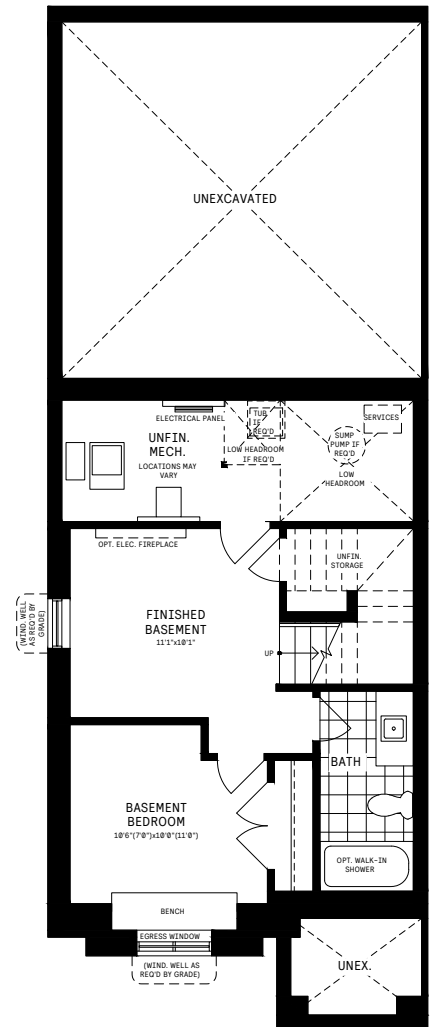 UNEXCAVATED
ELECTRICAL PANEL
TUB
IF
REQ'D
SERVICES
UNFIN.
MECH.
LOCATIONS MAY
VARY
LOW HEADROOM
IF REQ'D
SUMP
PUMP IF
REQ'D
LOW
HEADROOM
OPT. ELEC. FIREPLACE
UNFIN.
STORAGE
(WIND. WELL
AS REQ'D BY
GRADE)
FINISHED
BASEMENT
11'1"x10'1"
UP
BATH
BASEMENT
BEDROOM
10'6"(7'0")x10'0"(11'0")
OPT. WALK-IN
SHOWER
BENCH
EGRESS WINDOW
(WIND. WELL AS
REQ'D BY GRADE)
UNEX.